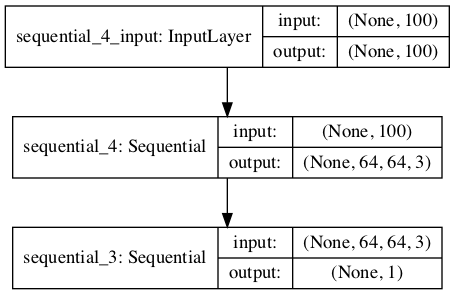 sequential_4_input: InputLayer
input: (None, 100)
output: (None, 100)
sequential_4: Sequential
input: (None, 100)
output: (None, 64, 64, 3)
sequential_3: Sequential
input: (None, 64, 64, 3)
output: (None, 1)